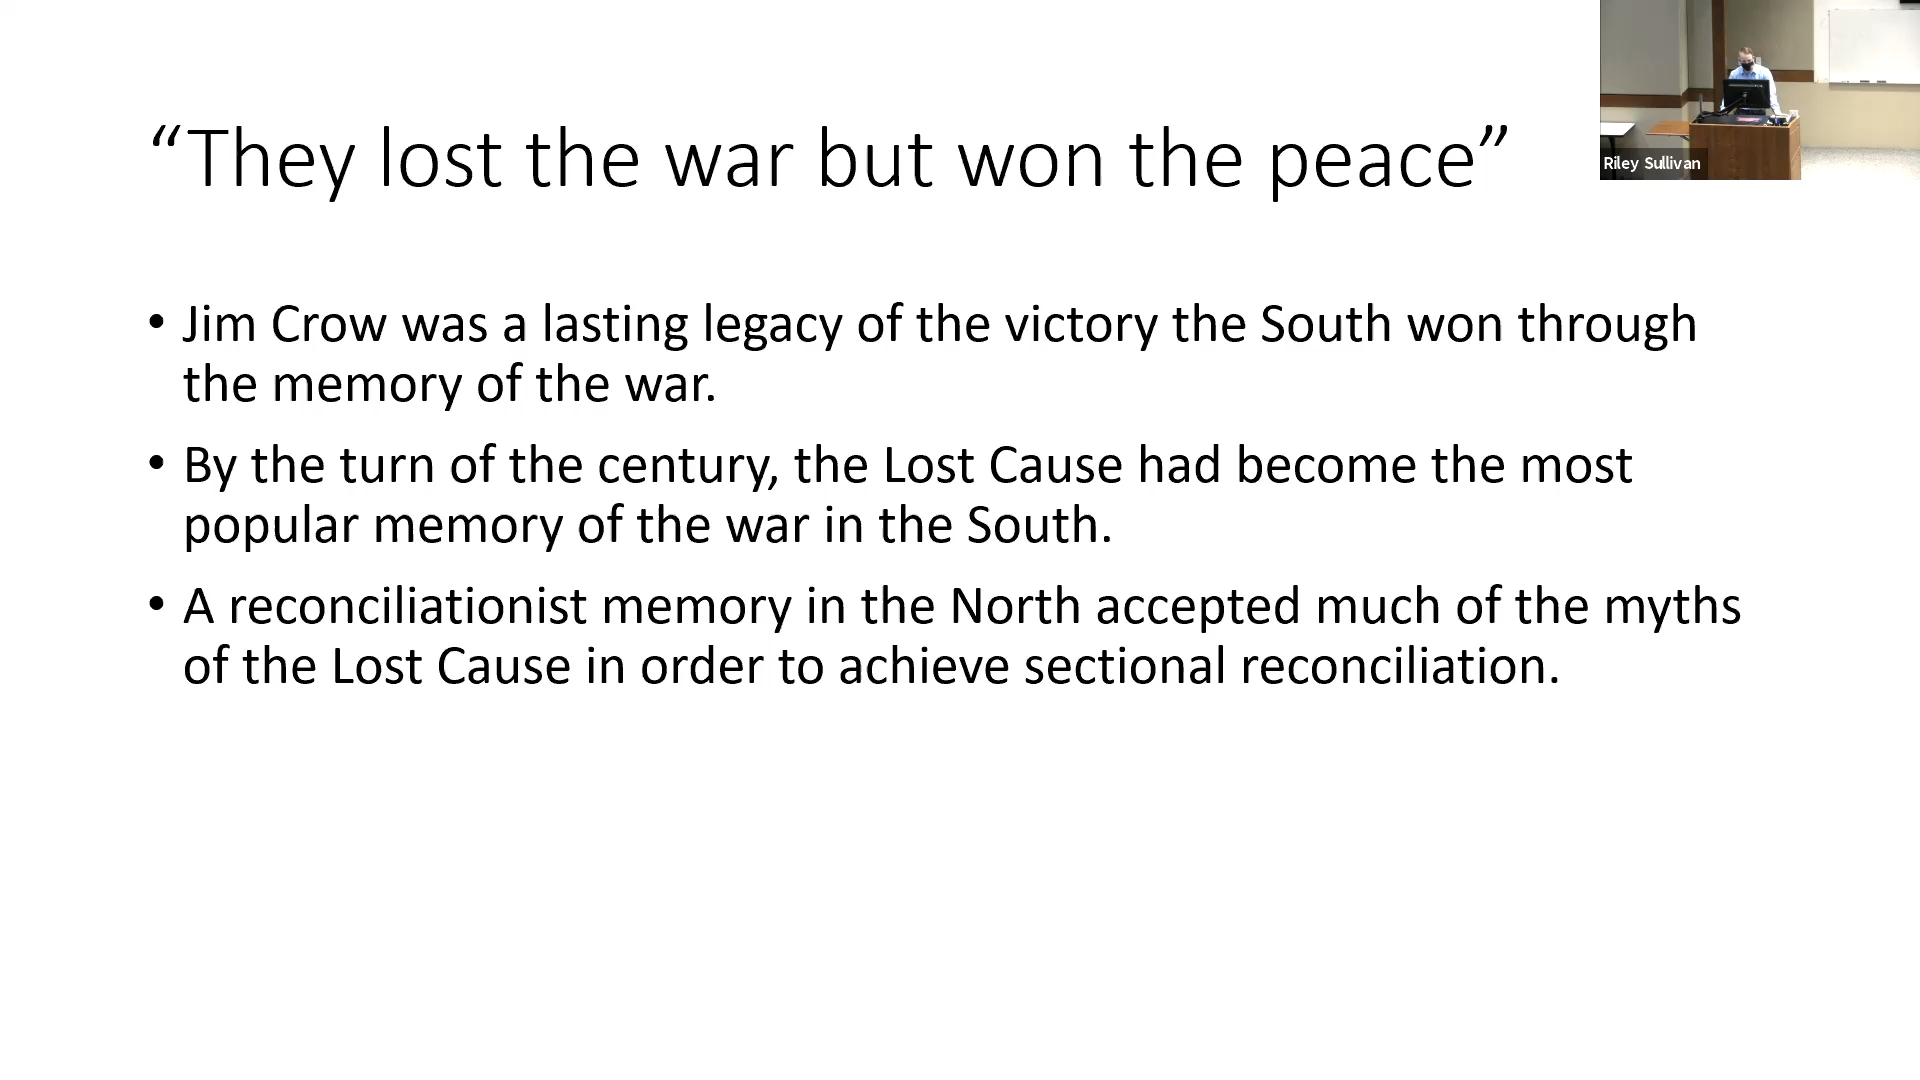 “They lost the war but won the peace”
Riley Sullivan
• Jim Crow was a lasting legacy of the victory the South won through
the memory of the war.
• By the turn of the century, the Lost Cause had become the most
popular memory of the war in the South.
• A reconciliationist memory in the North accepted much of the myths
of the Lost Cause in order to achieve sectional reconciliation.